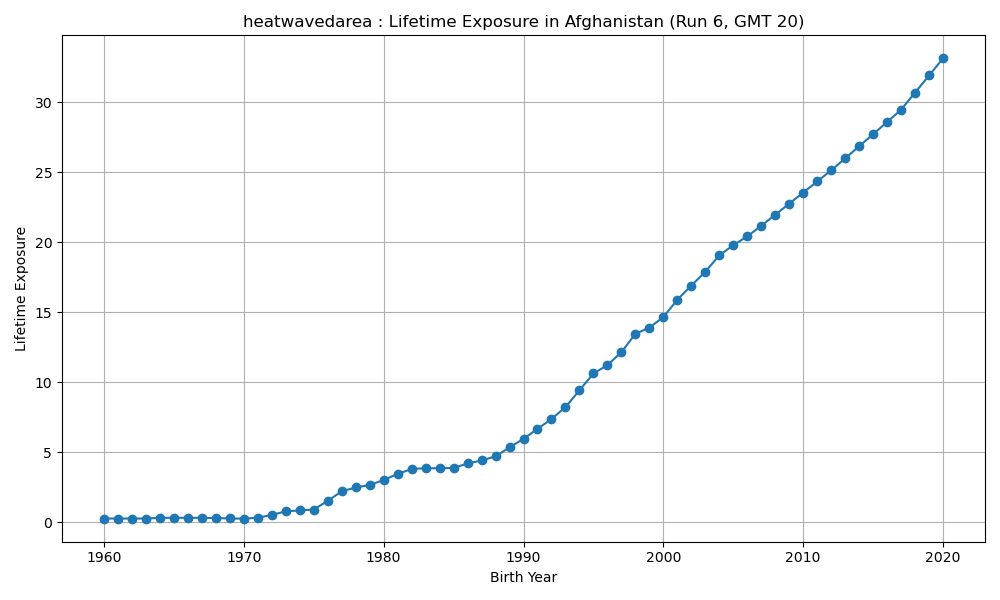 heatwavedarea : Lifetime Exposure in Afghanistan (Run 6, GMT 20)
Lifetime Exposure
30
25
20
15
10
5
0
1960 1970 1980 1990 2000 2010 2020
Birth Year